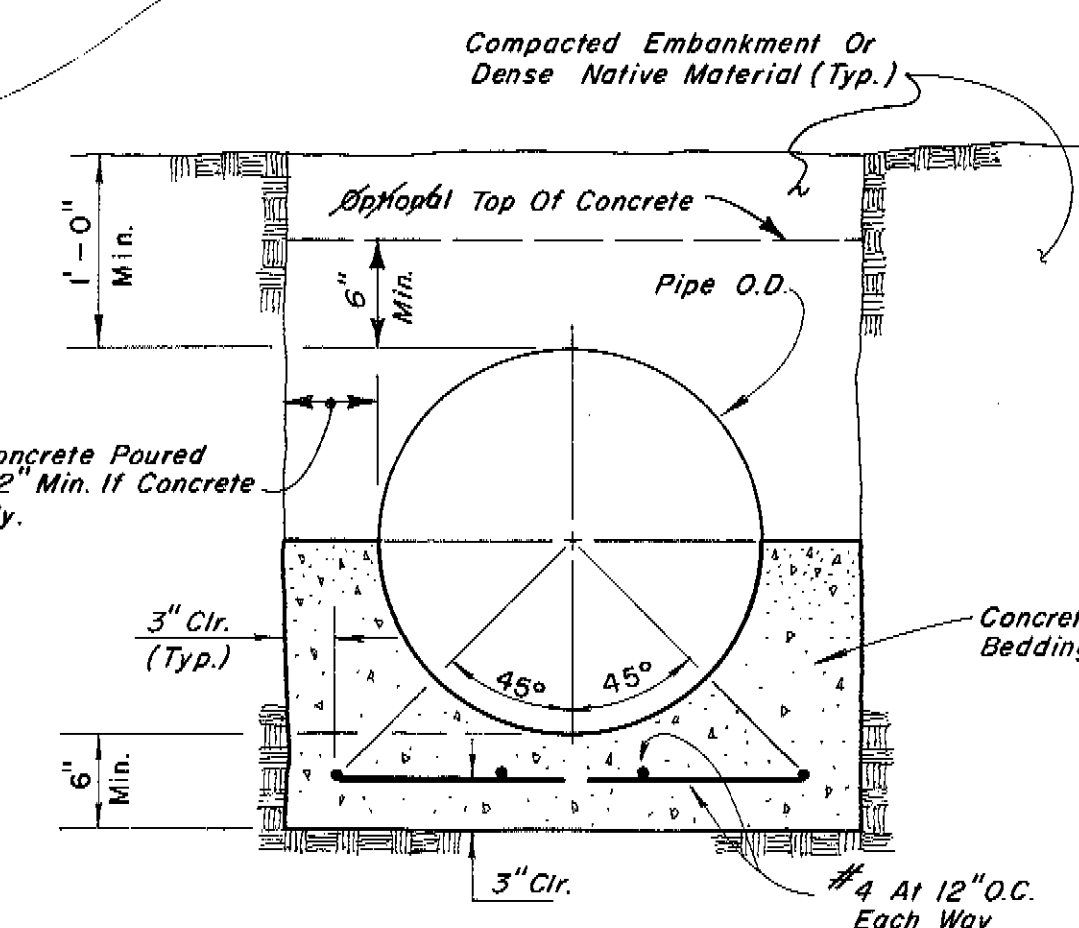 Compacted Embankment Or
Dense Native Material (Typ.)
1'-0"
Min.
Optional Top Of Concrete
6"
Min.
Pipe O.D.
Concrete Poured
2" Min. If Concrete
3" Clr.
(Typ.)
45° 45°
Bedding
6"
Min.
3" Clr.
#4 At 12" O.C.
Each Way